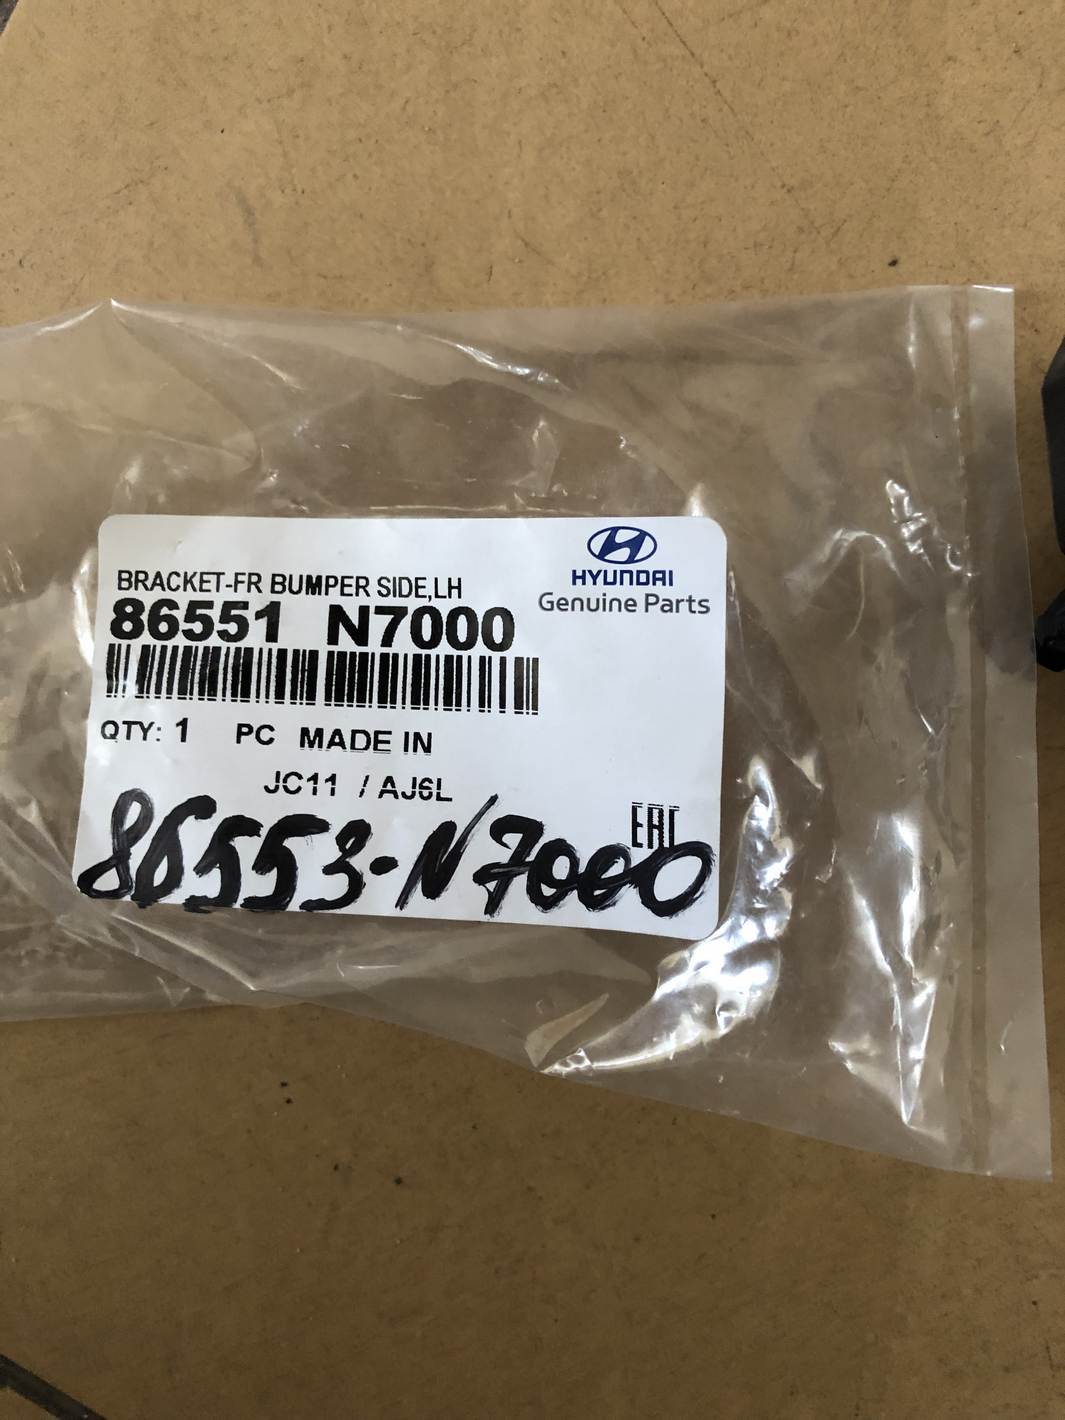 HYUNDAI
Genuine Parts
BRACKET-FR BUMPER SIDE,LH
86551 N7000
QTY: 1 PC MADE IN
JC11 / AJ6L
EAC
86553-N7000